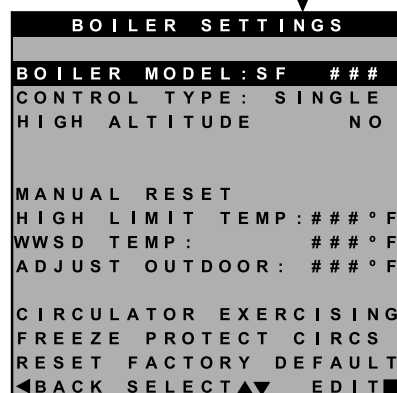 BOILER SETTINGS
BOILER MODEL:SF ###
CONTROL TYPE: SINGLE
HIGH ALTITUDE NO
MANUAL RESET
HIGH LIMIT TEMP:###°F
WWSD TEMP: ###°F
ADJUST OUTDOOR: ###°F
CIRCULATOR EXERCISING
FREEZE PROTECT CIRCS
RESET FACTORY DEFAULT
◀BACK SELECT▲▼ EDIT■